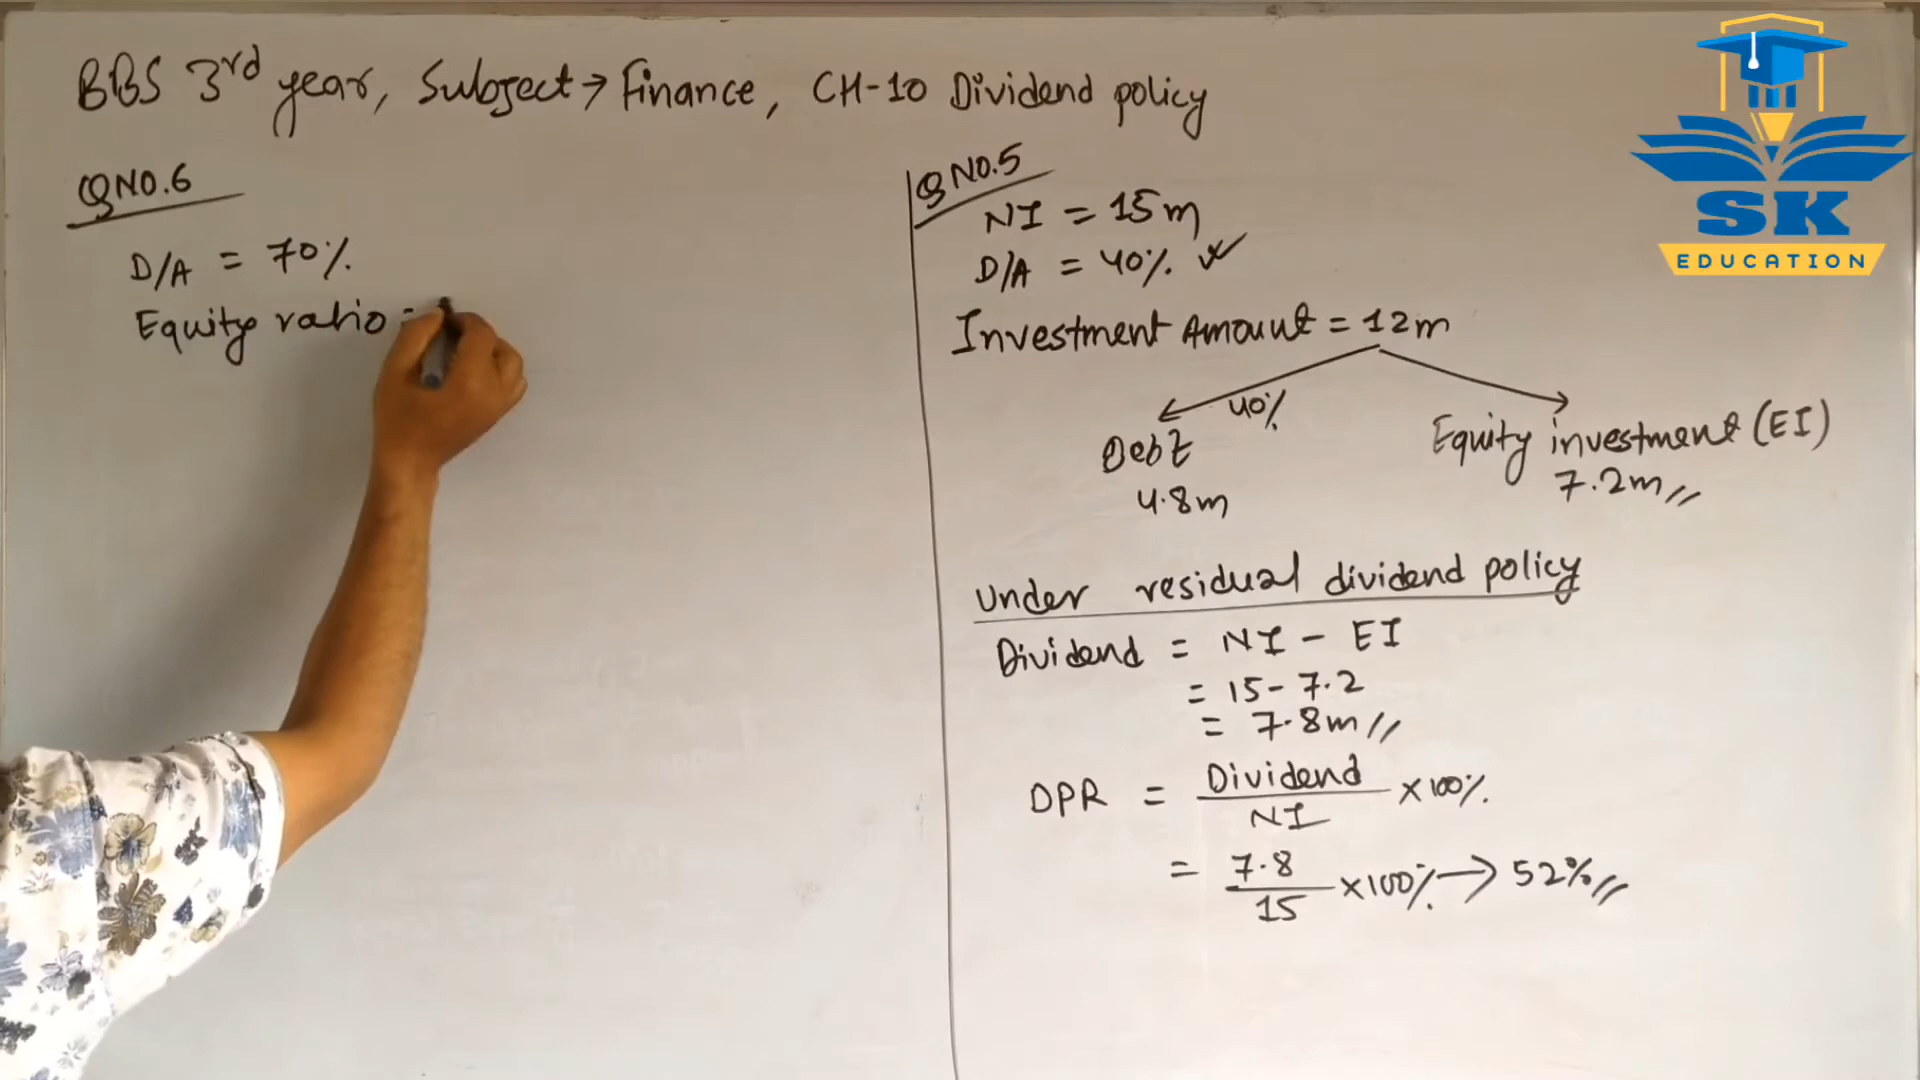 BBS 3rd year, Subject → Finance, CH-10 Dividend policy
QNO.6
D/A = 70%
Equity ratio =
QNO.5
NI = 15m
D/A = 40% ✓
Investment Amount = 12m
40%
Debt
4.8m
Equity investment (EI)
7.2m//
Under residual dividend policy
Dividend = NI - EI
= 15 - 7.2
= 7.8m//
DPR = Dividend / NI × 100%
= 7.8 / 15 × 100% → 52%//
SK
EDUCATION